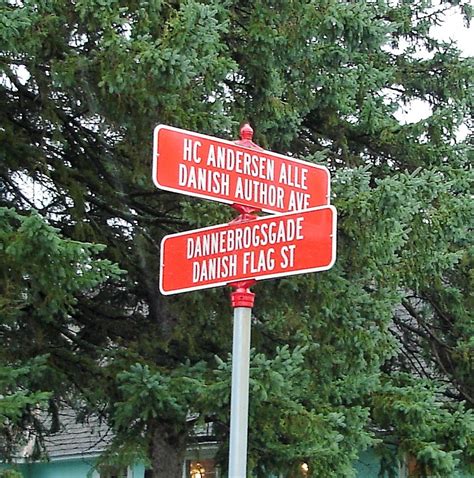 HC ANDERSEN ALLE
DANISH AUTHOR AVE
DANNEBROGSGADE
DANISH FLAG ST